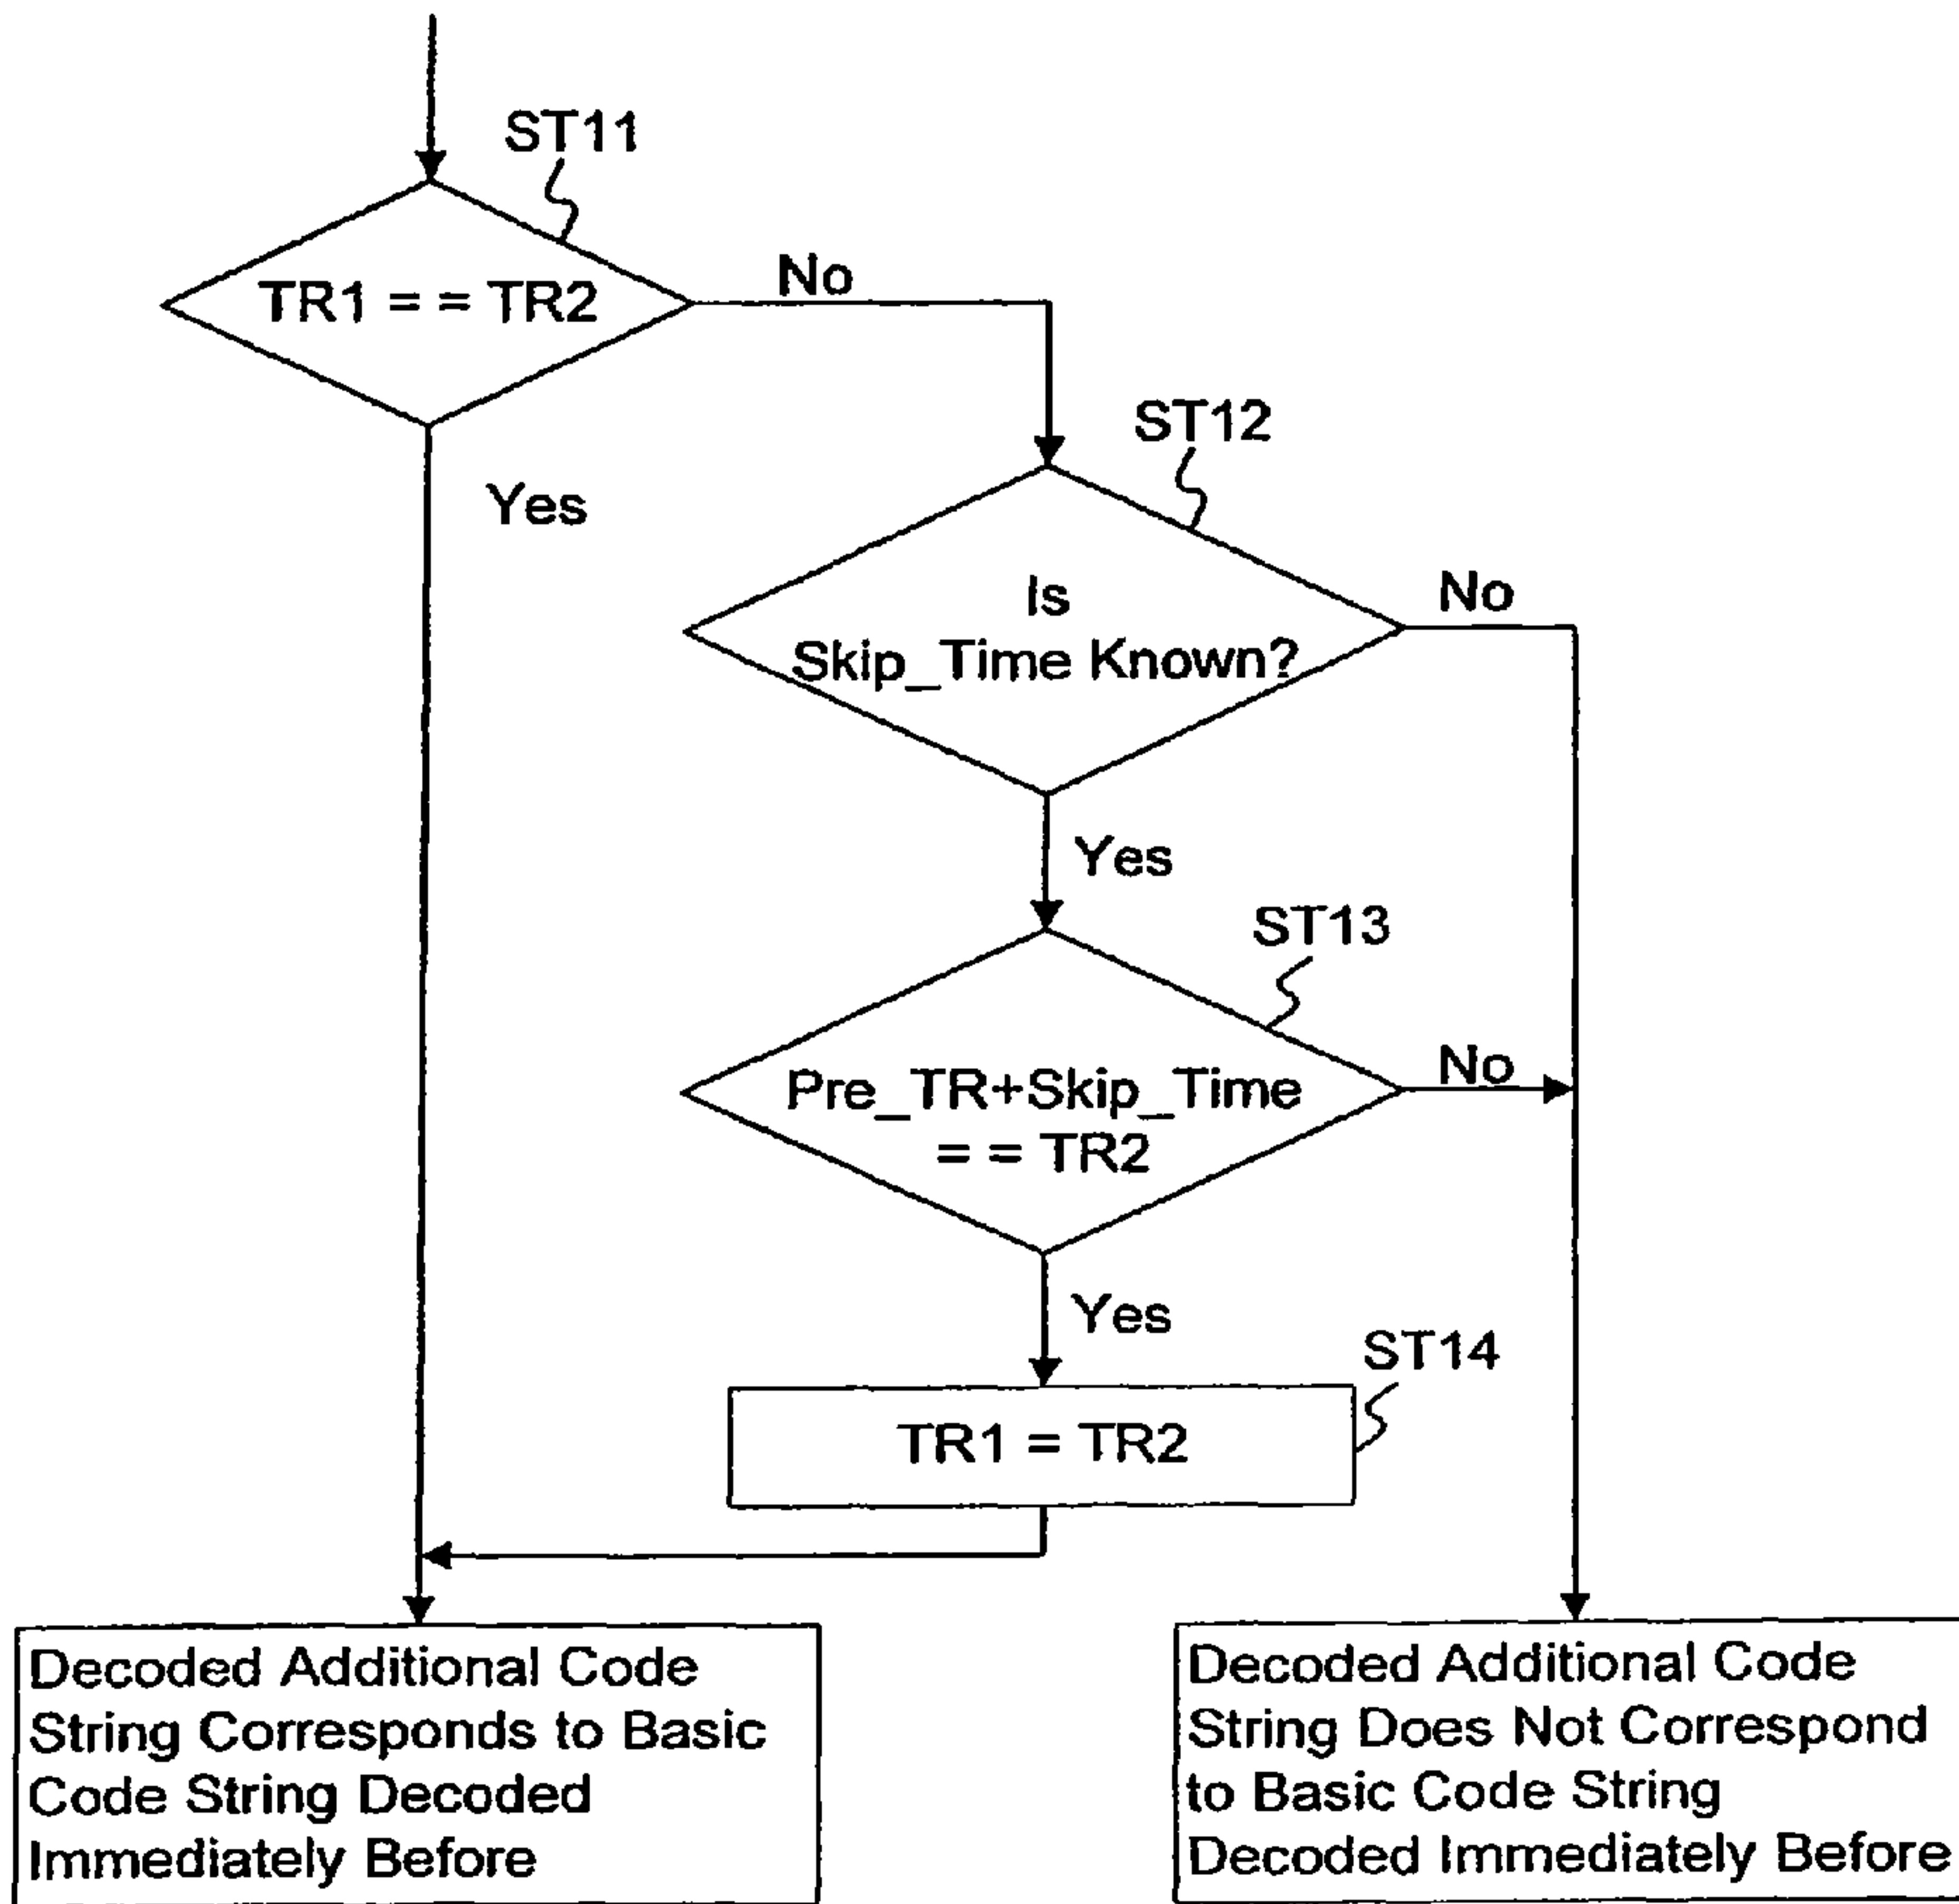 ST11
TR1 = = TR2
No
Yes
ST12
Is
Skip_Time Known?
No
Yes
ST13
Pre_TR+Skip_Time
= = TR2
No
Yes
ST14
TR1 = TR2
Decoded Additional Code
String Corresponds to Basic
Code String Decoded
Immediately Before
Decoded Additional Code
String Does Not Correspond
to Basic Code String
Decoded Immediately Before